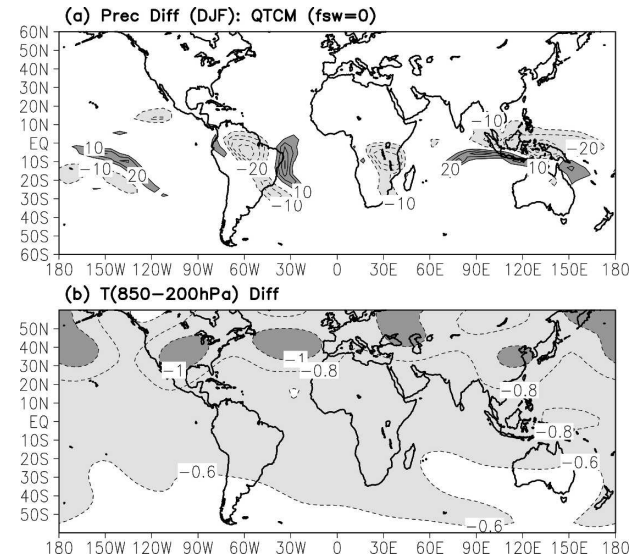 (a) Prec Diff (DJF): QTCM (fsw=0)
60N
50N
40N
30N
20N
10N
EQ
10S
20S
30S
40S
50S
60S
10
−10
20
−20
10
−10
−10
−10
20
10
−20
180 150W 120W 90W 60W 30W 0 30E 60E 90E 120E 150E 180
(b) T(850−200hPa) Diff
50N
40N
30N
20N
10N
EQ
10S
20S
30S
40S
50S
−1
−1
−0.8
−0.8
−0.8
−0.6
−0.6
180 150W 120W 90W 60W 30W 0 30E 60E 90E 120E 150E 180